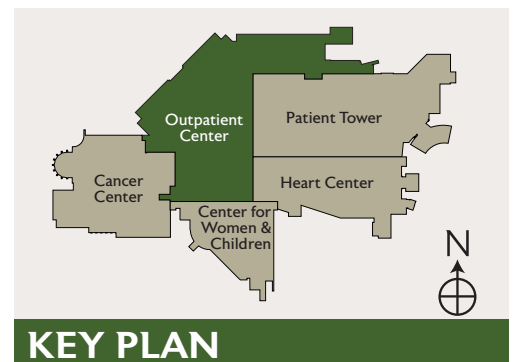 Outpatient
Center
Patient Tower
Cancer
Center
Heart Center
Center for
Women &
Children
N
KEY PLAN